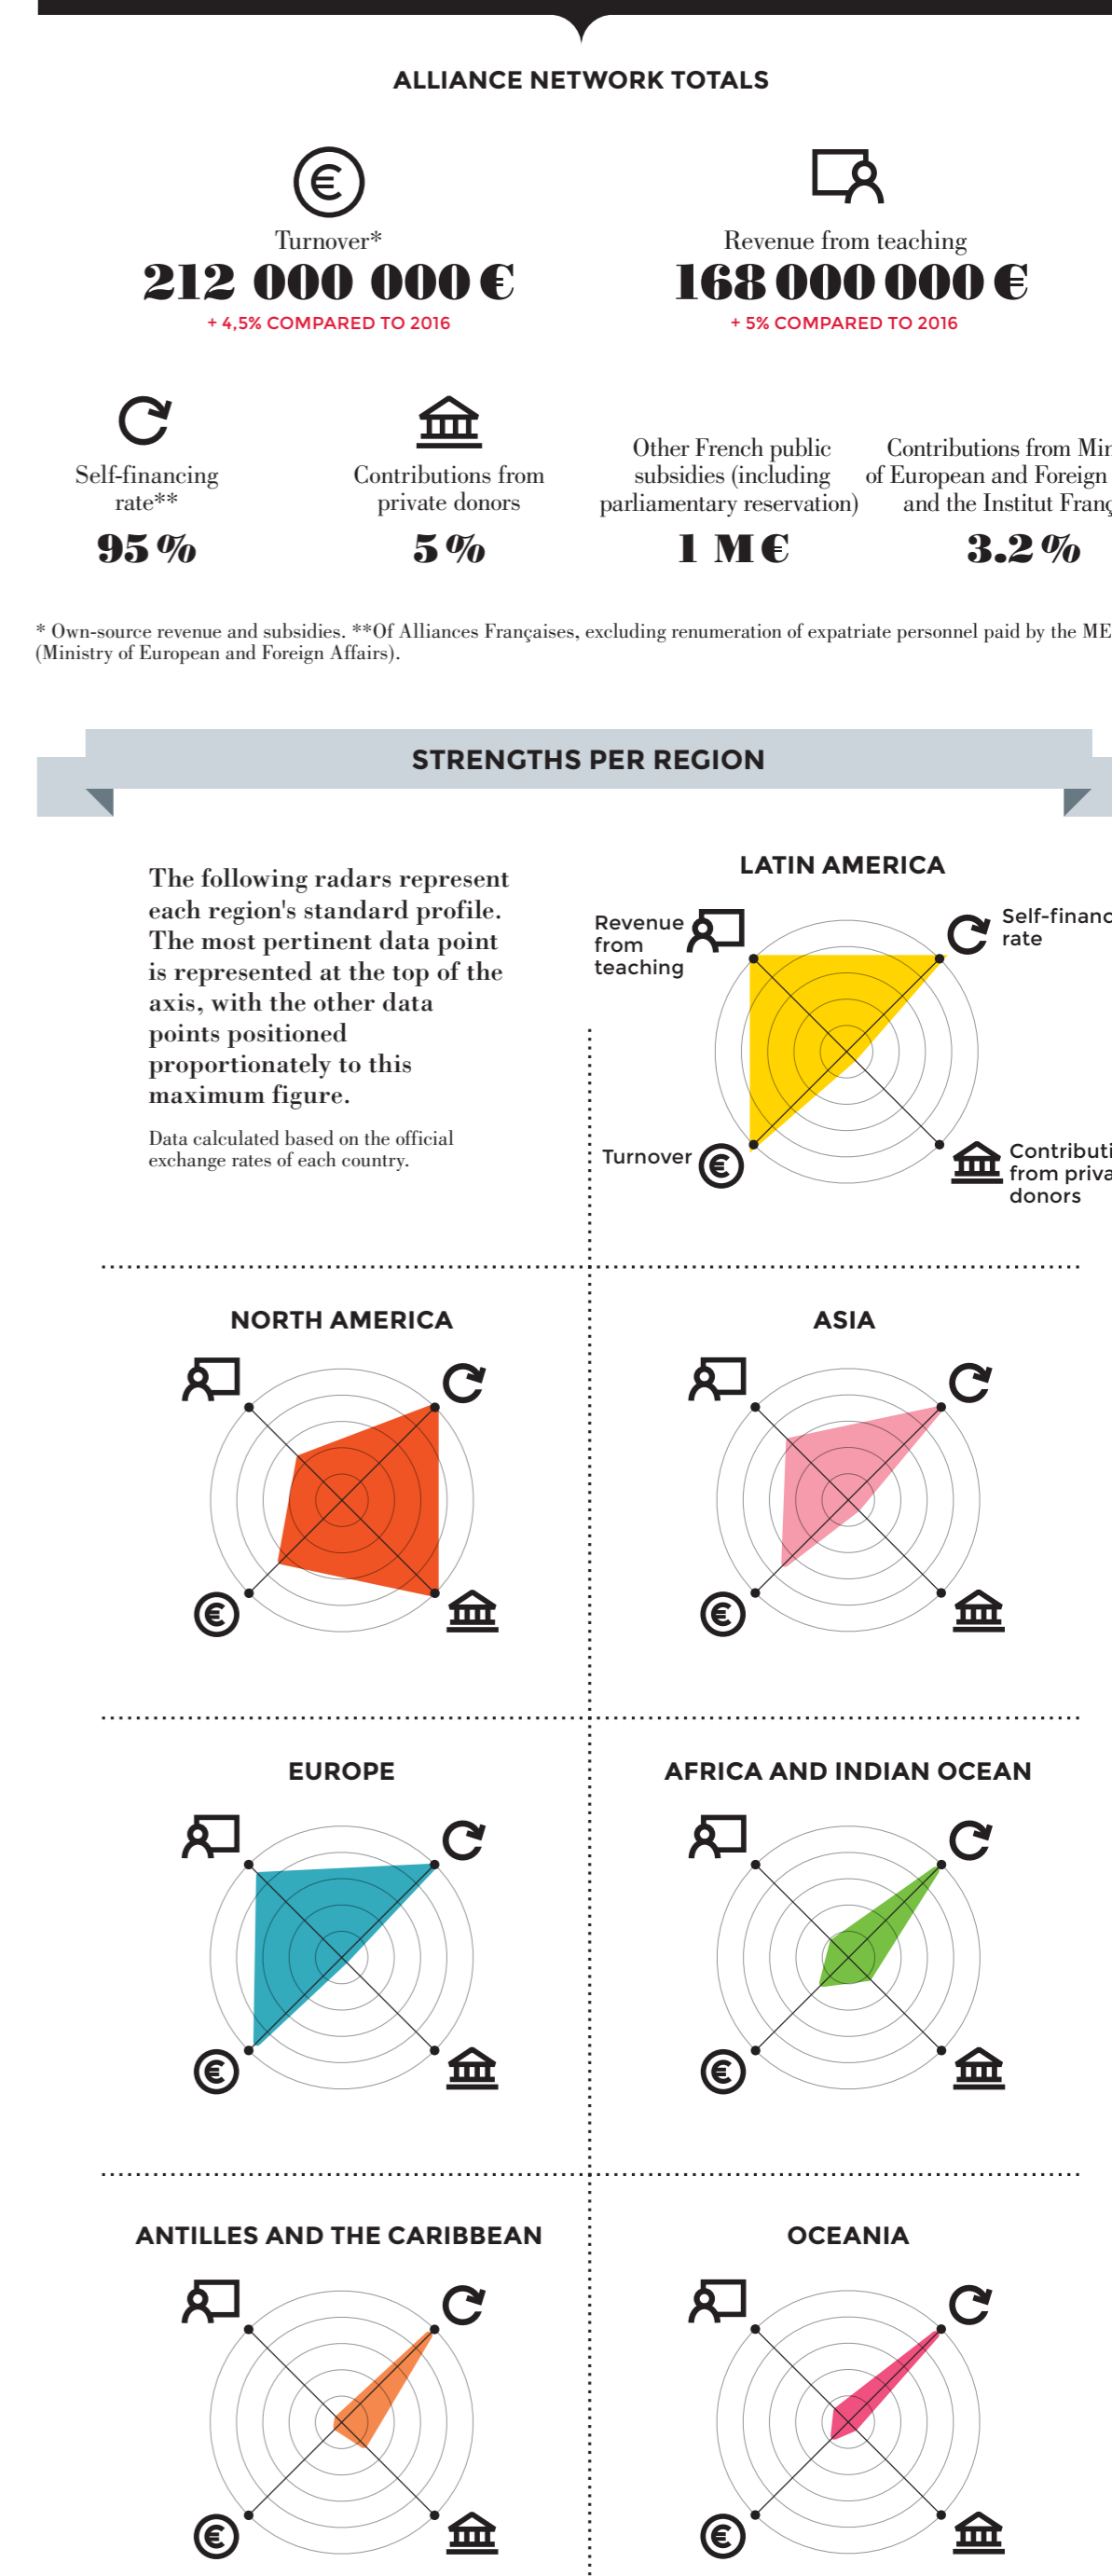 ALLIANCE NETWORK TOTALS
Turnover*
212 000 000 €
+ 4,5% COMPARED TO 2016
Revenue from teaching
168 000 000 €
+ 5% COMPARED TO 2016
Self-financing
rate**
95 %
Contributions from
private donors
5 %
Other French public
subsidies (including
parliamentary reservation)
1 M€
Contributions from
of European and Foreign
and the Institut
3.2 %
* Own-source revenue and subsidies. **Of Alliances Françaises, excluding renumeration of expatriate personnel paid by the
(Ministry of European and Foreign Affairs).
STRENGTHS PER REGION
The following radars represent
each region's standard profile.
The most pertinent data point
is represented at the top of the
axis, with the other data
points positioned
proportionately to this
maximum figure.
Data calculated based on the official
exchange rates of each country.
LATIN AMERICA
Revenue
from
teaching
rate
Turnover
from
donors
NORTH AMERICA
ASIA
EUROPE
AFRICA AND INDIAN OCEAN
ANTILLES AND THE CARIBBEAN
OCEANIA